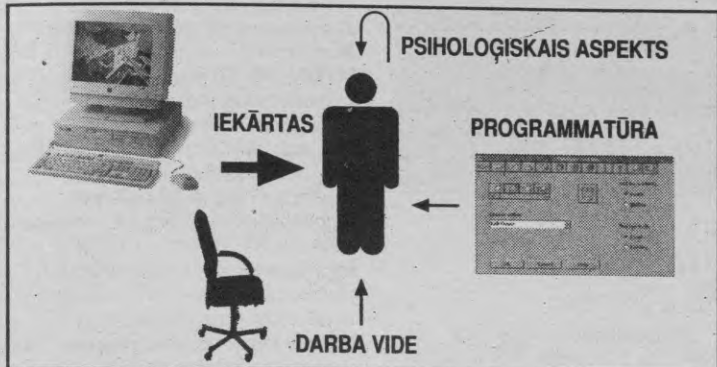 PSIHOLOĢISKAIS ASPEKTS
IEKĀRTAS
PROGRAMMATŪRA
DARBA VIDE